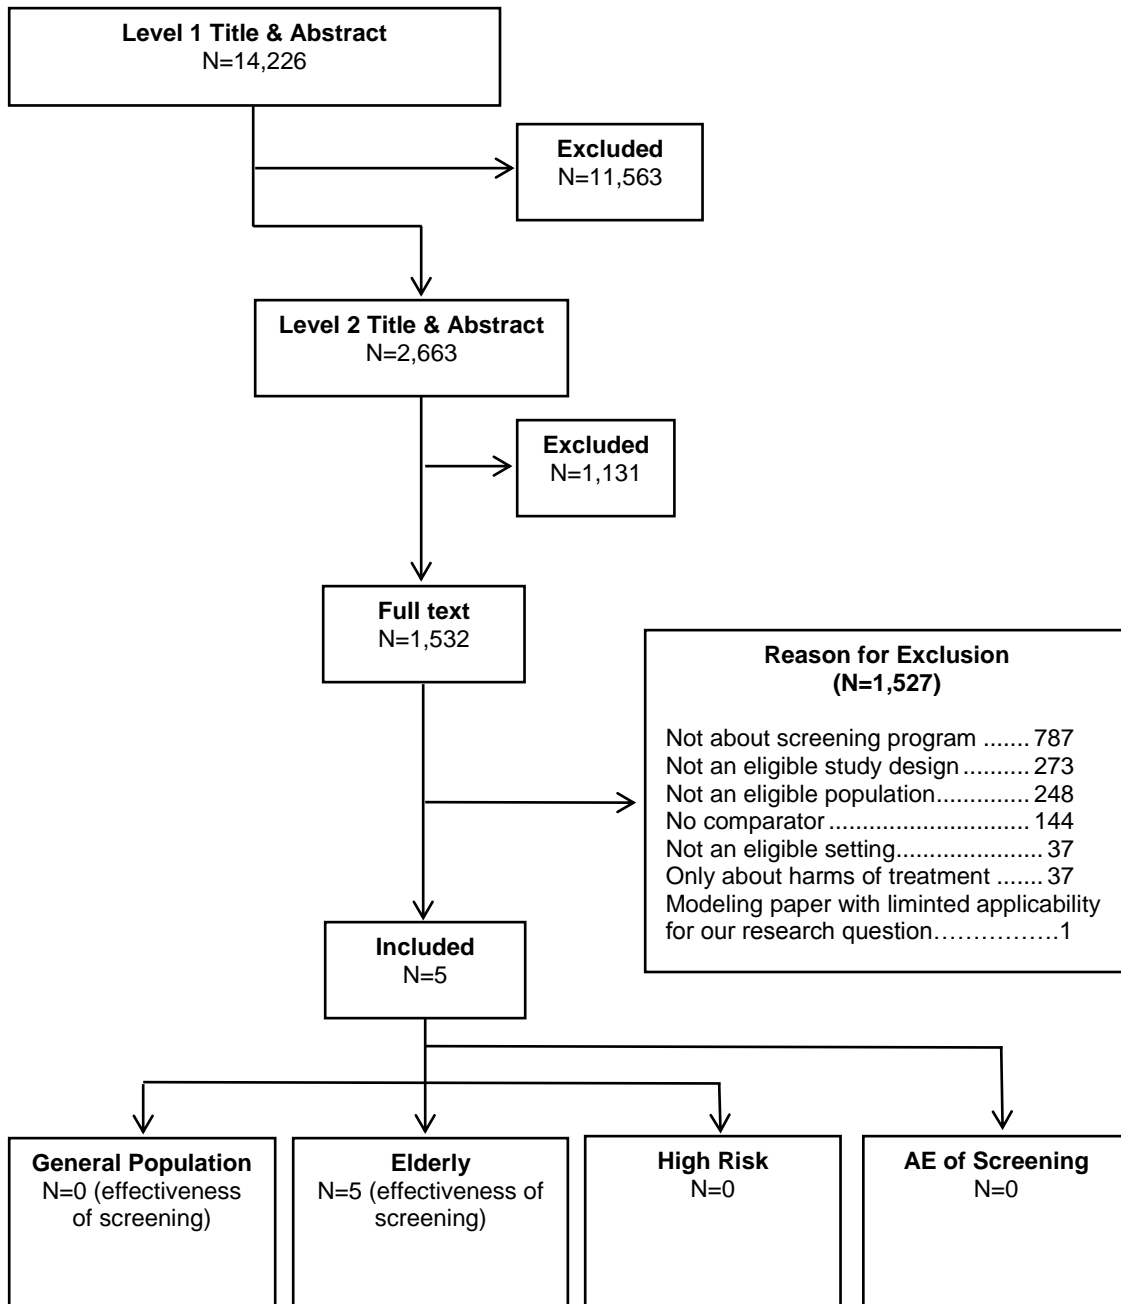 Level 1 Title & Abstract
N=14,226
Excluded
N=11,563
Level 2 Title & Abstract
N=2,663
Excluded
N=1,131
Full text
N=1,532
Reason for Exclusion
(N=1,527)
Not about screening program ....... 787
Not an eligible study design .......... 273
Not an eligible population.............. 248
No comparator .............................. 144
Not an eligible setting...................... 37
Only about harms of treatment ....... 37
Modeling paper with liminted applicability
for our research question…………….1
Included
N=5
General Population
N=0 (effectiveness
of screening)
Elderly
N=5 (effectiveness of
screening)
High Risk
N=0
AE of Screening
N=0